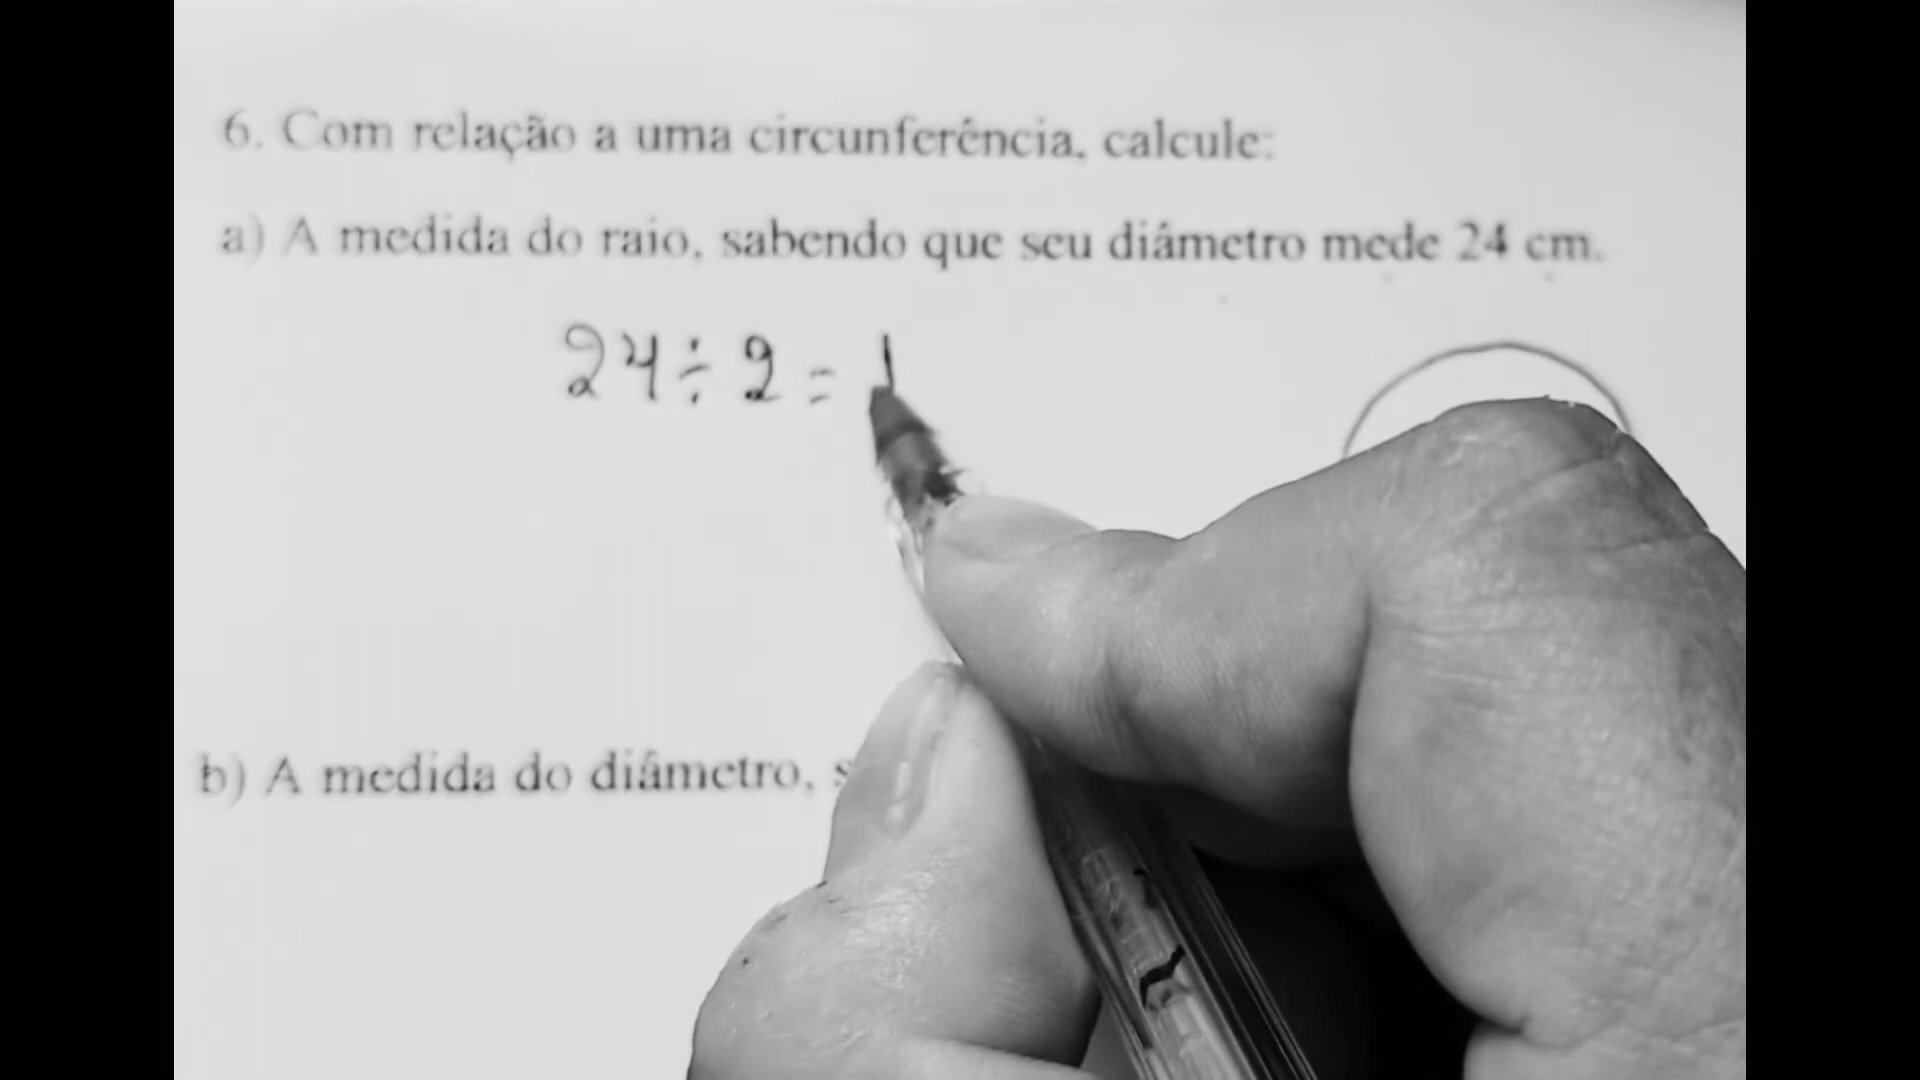 6. Com relação a uma circunferência, calcule:
a) A medida do raio, sabendo que seu diâmetro mede 24 cm.
24 ÷ 2 = 1
b) A medida do diâmetro, s